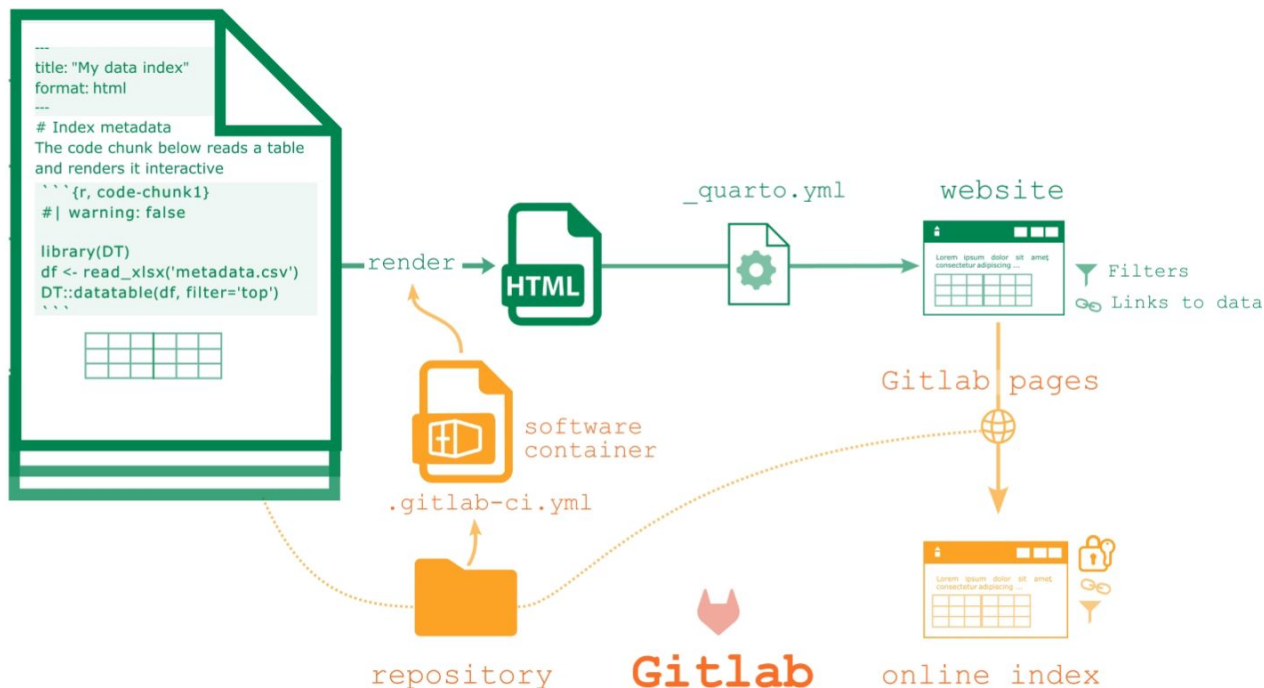 ---
title: "My data index"
format: html
---
# Index metadata
The code chunk below reads a table
and renders it interactive
```{r, code-chunk1}
#| warning: false
library(DT)
df <- read_xlsx('metadata.csv')
DT::datatable(df, filter='top')
```
render
HTML
_quarto.yml
website
Lorem ipsum dolor sit amet,
consectetur adipiscing ...
Filters
Links to data
software
container
.gitlab-ci.yml
Gitlab pages
repository
Gitlab
Lorem ipsum dolor sit amet,
consectetur adipiscing ...
online index